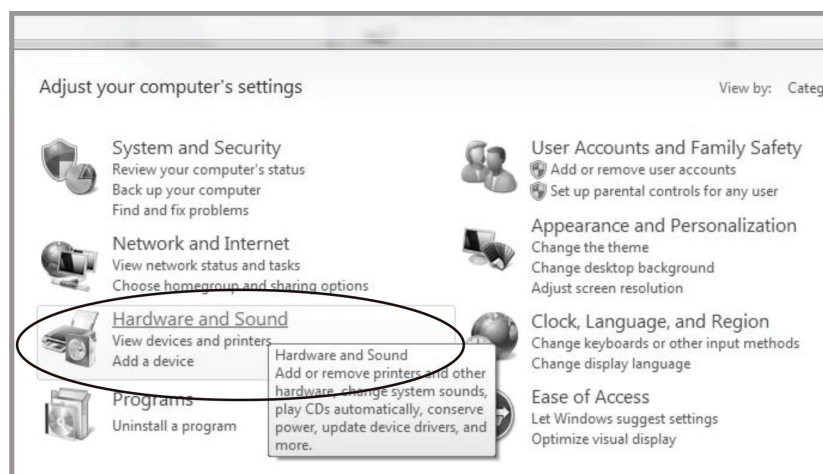 Adjust your computer's settings
View by: Categ
System and Security
Review your computer's status
Back up your computer
Find and fix problems
Network and Internet
View network status and tasks
Choose homegroup and sharing options
Hardware and Sound
View devices and printers
Add a device
Hardware and Sound
Add or remove printers and other
hardware, change system sounds,
play CDs automatically, conserve
power, update device drivers, and
more.
Programs
Uninstall a program
User Accounts and Family Safety
Add or remove user accounts
Set up parental controls for any user
Appearance and Personalization
Change the theme
Change desktop background
Adjust screen resolution
Clock, Language, and Region
Change keyboards or other input methods
Change display language
Ease of Access
Let Windows suggest settings
Optimize visual display